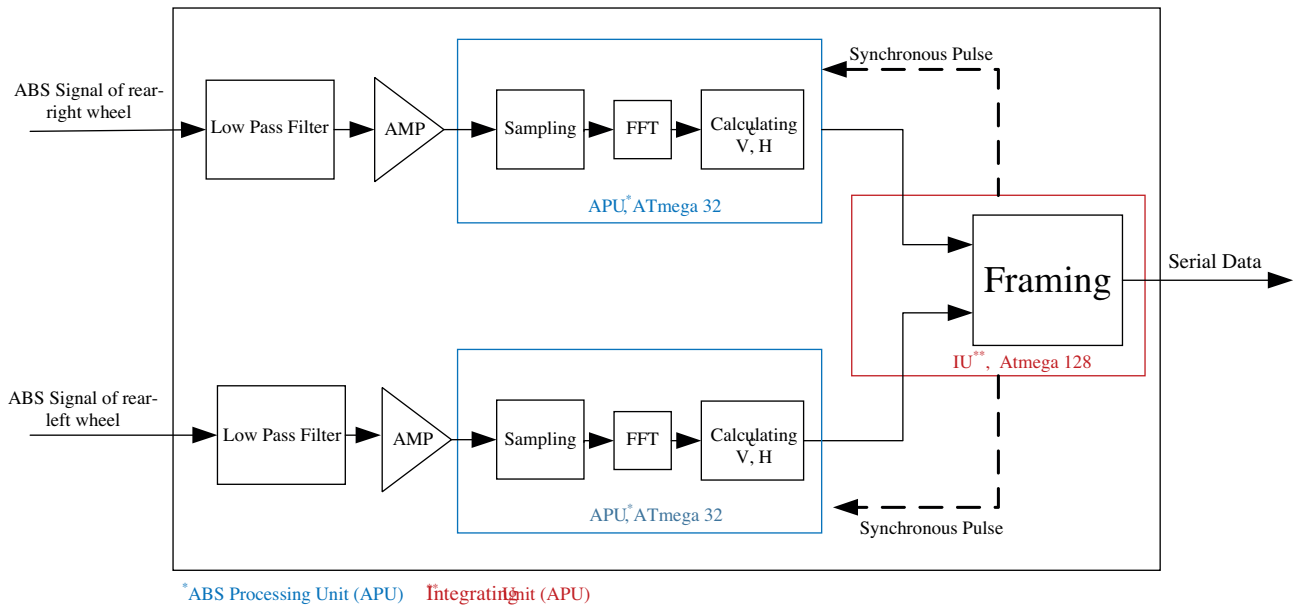 ABS Signal of rear-
right wheel
Low Pass Filter
AMP
Sampling
FFT
Calculating
V, H
APU,* ATmega 32
Synchronous Pulse
Framing
IU**, Atmega 128
Serial Data
ABS Signal of rear-
left wheel
Low Pass Filter
AMP
Sampling
FFT
Calculating
V, H
APU,* ATmega 32
Synchronous Pulse
*ABS Processing Unit (APU)
**Integrating Unit (APU)